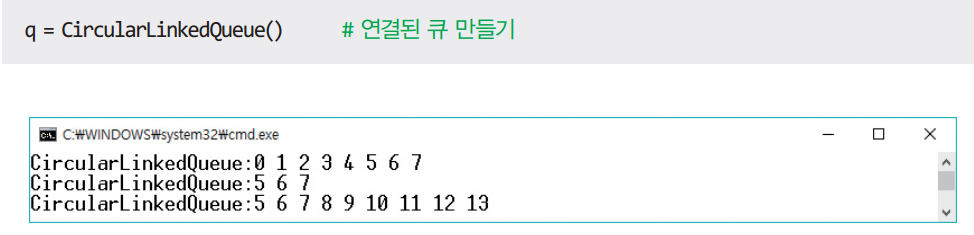 q = CircularLinkedQueue() # 연결된 큐 만들기
C:₩WINDOWS₩system32₩cmd.exe
CircularLinkedQueue:0 1 2 3 4 5 6 7
CircularLinkedQueue:5 6 7
CircularLinkedQueue:5 6 7 8 9 10 11 12 13